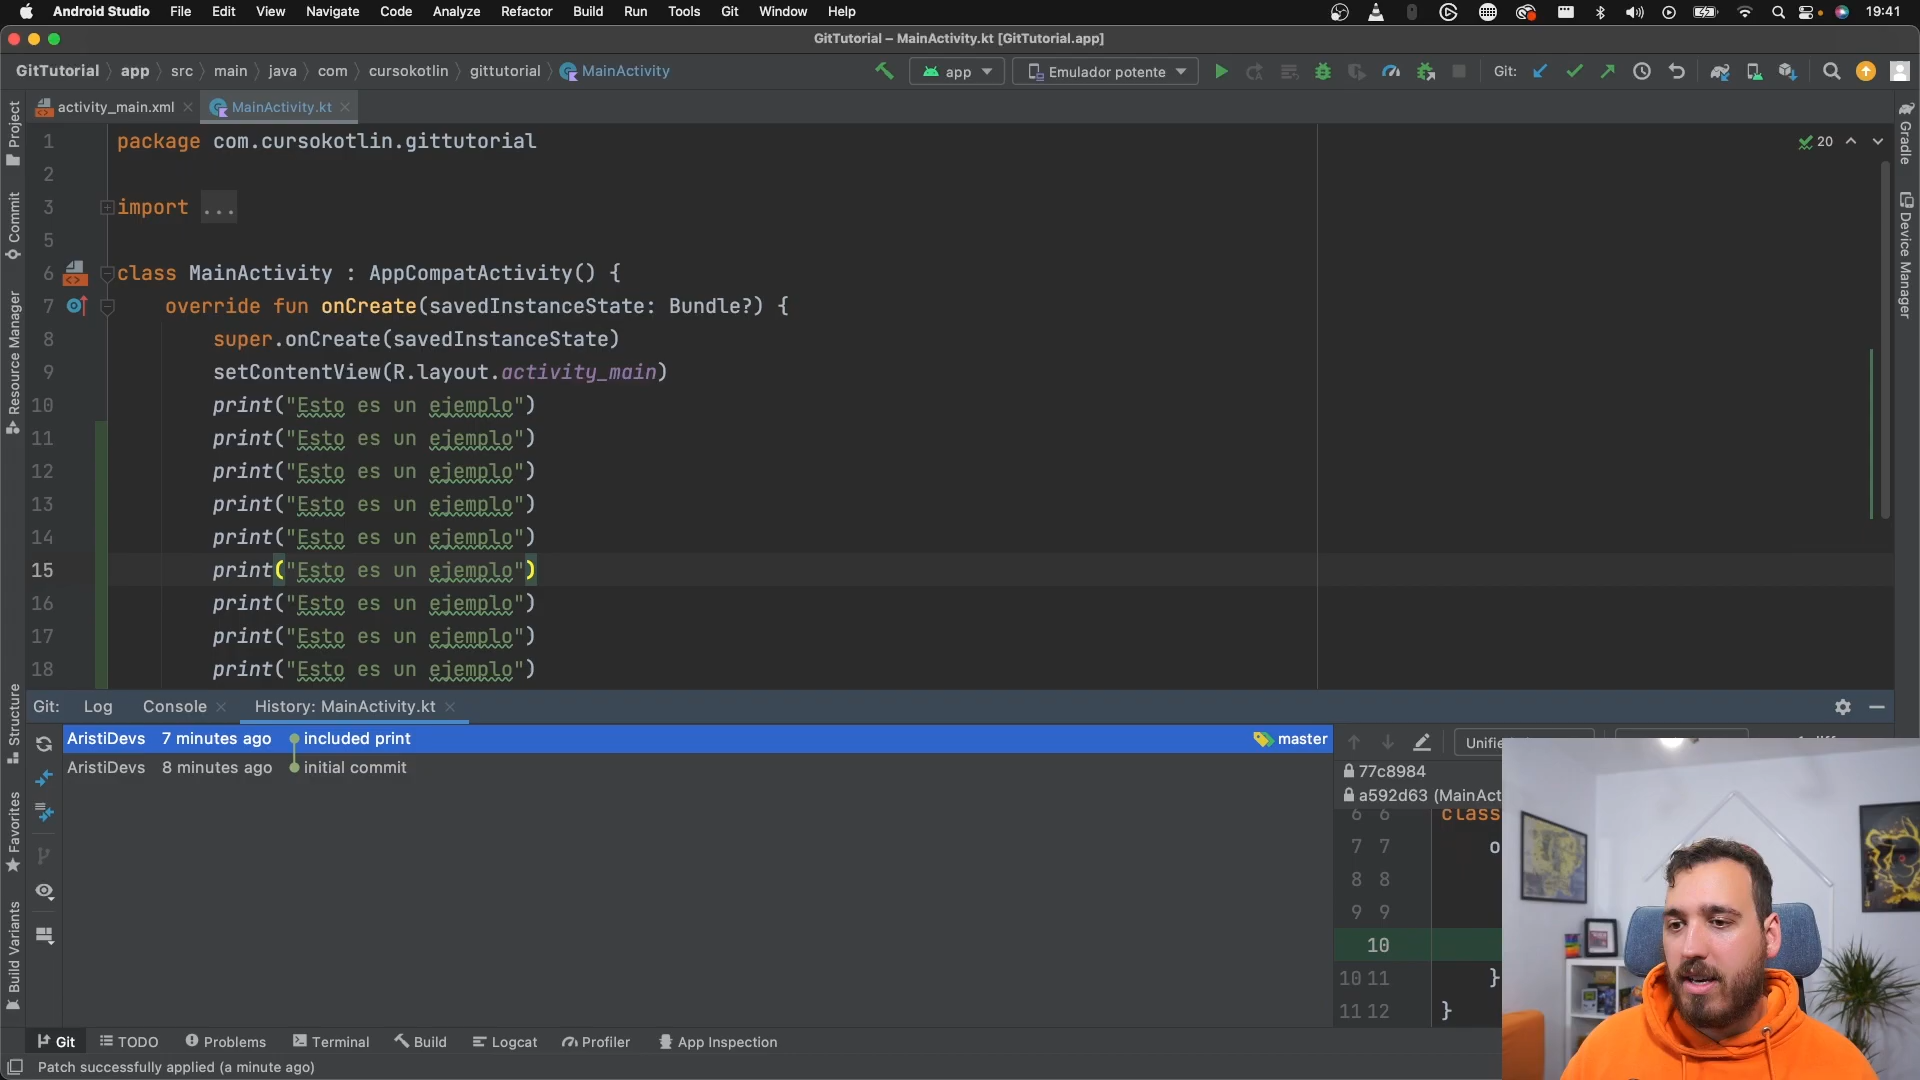 Android Studio File Edit View Navigate Code Analyze Refactor Build Run Tools Git Window Help 19:41
GitTutorial – MainActivity.kt [GitTutorial.app]
GitTutorial app src main java com cursokotlin gittutorial MainActivity app Emulador potente Git:
activity_main.xml MainActivity.kt
1 package com.cursokotlin.gittutorial
20
2
3 import ...
5
6 class MainActivity : AppCompatActivity() {
7 override fun onCreate(savedInstanceState: Bundle?) {
8 super.onCreate(savedInstanceState)
9 setContentView(R.layout.activity_main)
10 print("Esto es un ejemplo")
11 print("Esto es un ejemplo")
12 print("Esto es un ejemplo")
13 print("Esto es un ejemplo")
14 print("Esto es un ejemplo")
15 print("Esto es un ejemplo")
16 print("Esto es un ejemplo")
17 print("Esto es un ejemplo")
18 print("Esto es un ejemplo")
Project
Commit
Resource Manager
Structure
Favorites
Build Variants
Gradle
Device Manager
Git: Log Console History: MainActivity.kt
AristiDevs 7 minutes ago included print master
AristiDevs 8 minutes ago initial commit
77c8984
a592d63 (MainAct
6 6 class
7 7 o
8 8
9 9
10
10 11 }
11 12 }
Git TODO Problems Terminal Build Logcat Profiler App Inspection
Patch successfully applied (a minute ago)